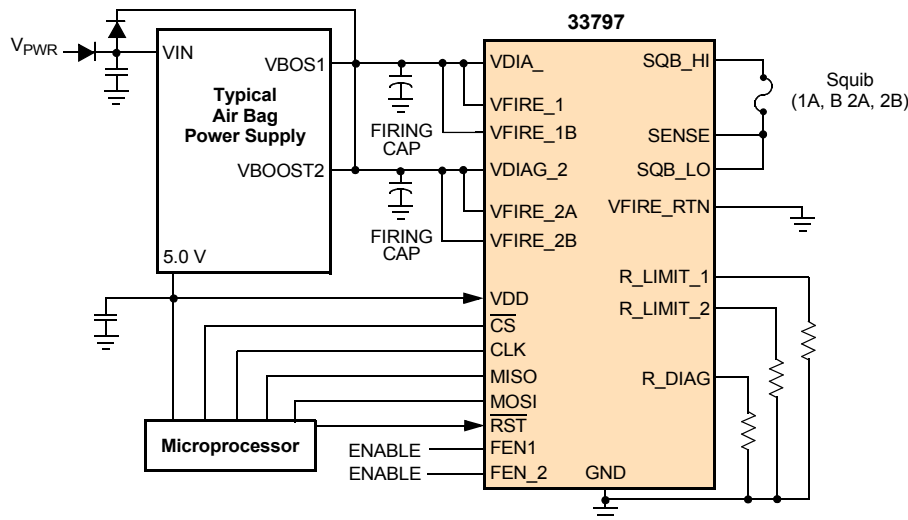 33797
VPWR
VIN
VBOS1
Typical
Air Bag
Power Supply
VBOOST2
5.0 V
FIRING
CAP
FIRING
CAP
VDIA_
VFIRE_1
VFIRE_1B
VDIAG_2
VFIRE_2A
VFIRE_2B
VDD
CS
CLK
MISO
MOSI
RST
FEN1
FEN_2
GND
SQB_HI
SENSE
SQB_LO
VFIRE_RTN
R_LIMIT_1
R_LIMIT_2
R_DIAG
Squib
(1A, B 2A, 2B)
Microprocessor
ENABLE
ENABLE